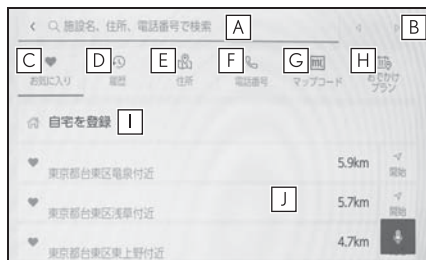 施設名、住所、電話番号で検索 A B
C D E F G H
お気に入り 履歴 住所 電話番号 マップコード おでかけプラン
自宅を登録 I
5.9km
東京都台東区竜泉付近 開始
5.7km
東京都台東区浅草付近 J 開始
4.7km
東京都台東区東上野付近